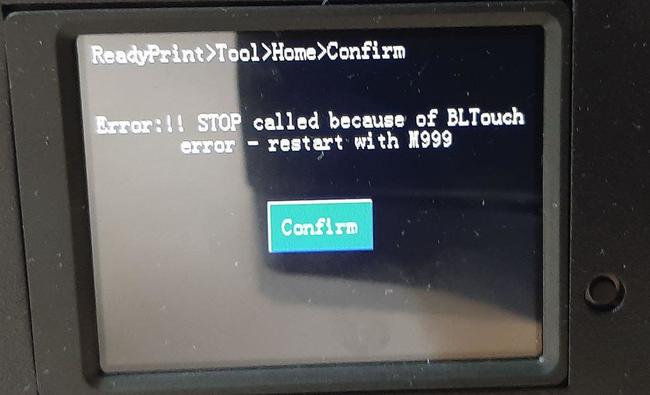 ReadyPrint>Tool>Home>Confirm
Error:!! STOP called because of BLTouch
error - restart with M999
Confirm